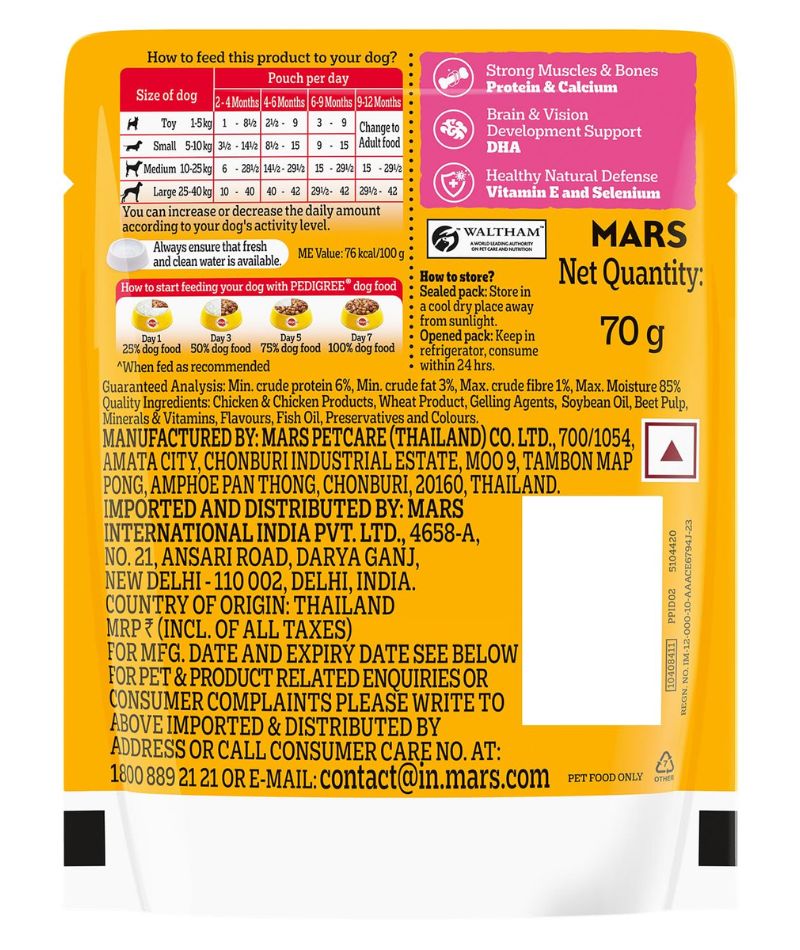 How to feed this product to your dog?
Size of dog
Pouch per day
2-4 Months 4-6 Months 6-9 Months 9-12 Months
Toy 1-5kg 1 - 8½ 2½ - 9 3 - 9 Change to Adult food
Small 5-10kg 3½ - 14½ 8½ - 15 9 - 15
Medium 10-25kg 6 - 28½ 14½ - 29½ 15 - 29½ 15 - 29½
Large 25-40kg 10 - 40 40 - 42 29½ - 42 29½ - 42
You can increase or decrease the daily amount
according to your dog's activity level.
Always ensure that fresh
and clean water is available.
ME Value: 76 kcal/100 g
How to start feeding your dog with PEDIGREE® dog food
Day 1 Day 3 Day 5 Day 7
25% dog food 50% dog food 75% dog food 100% dog food
^When fed as recommended
Strong Muscles & Bones
Protein & Calcium
Brain & Vision
Development Support
DHA
Healthy Natural Defense
Vitamin E and Selenium
WALTHAM™
A WORLD LEADING AUTHORITY
ON PET CARE AND NUTRITION
MARS
Net Quantity:
70 g
How to store?
Sealed pack: Store in
a cool dry place away
from sunlight.
Opened pack: Keep in
refrigerator, consume
within 24 hrs.
Guaranteed Analysis: Min. crude protein 6%, Min. crude fat 3%, Max. crude fibre 1%, Max. Moisture 85%
Quality Ingredients: Chicken & Chicken Products, Wheat Product, Gelling Agents, Soybean Oil, Beet Pulp,
Minerals & Vitamins, Flavours, Fish Oil, Preservatives and Colours.
MANUFACTURED BY: MARS PETCARE (THAILAND) CO. LTD., 700/1054,
AMATA CITY, CHONBURI INDUSTRIAL ESTATE, MOO 9, TAMBON MAP
PONG, AMPHOE PAN THONG, CHONBURI, 20160, THAILAND.
IMPORTED AND DISTRIBUTED BY: MARS
INTERNATIONAL INDIA PVT. LTD., 4658-A,
NO. 21, ANSARI ROAD, DARYA GANJ,
NEW DELHI - 110 002, DELHI, INDIA.
COUNTRY OF ORIGIN: THAILAND
MRP ₹ (INCL. OF ALL TAXES)
FOR MFG. DATE AND EXPIRY DATE SEE BELOW
FOR PET & PRODUCT RELATED ENQUIRIES OR
CONSUMER COMPLAINTS PLEASE WRITE TO
ABOVE IMPORTED & DISTRIBUTED BY
ADDRESS OR CALL CONSUMER CARE NO. AT:
1800 889 21 21 OR E-MAIL: contact@in.mars.com
10408411 PPID02 5104420
REGN. NO. IM-12-000-10-AAACE6794J-23
PET FOOD ONLY
7
OTHER